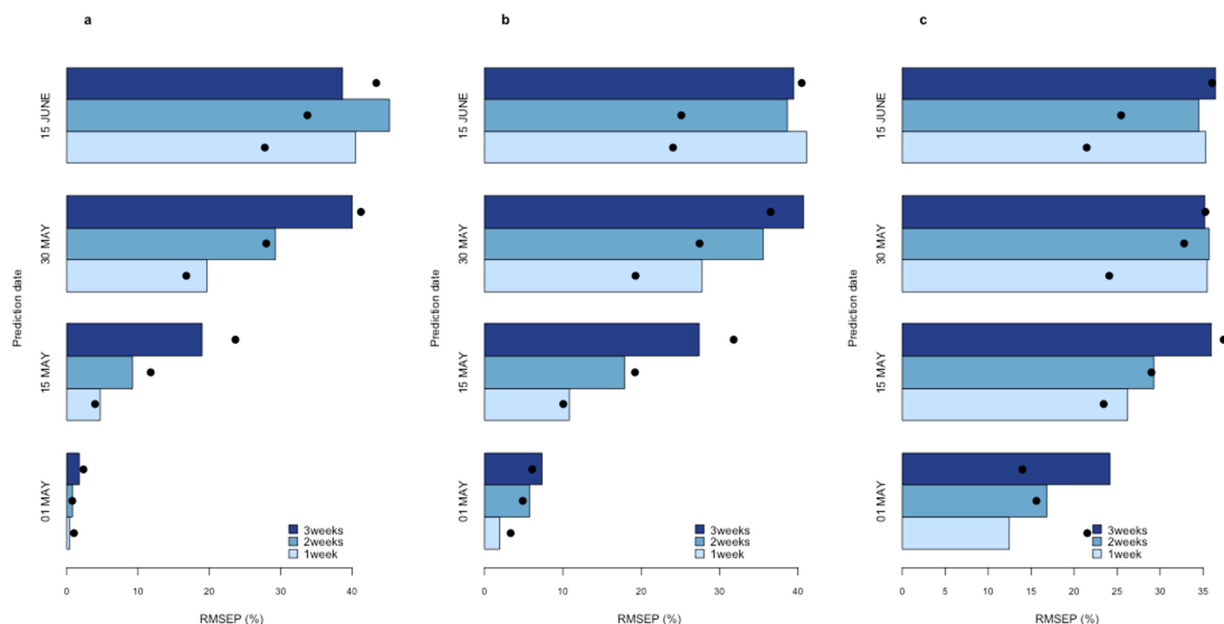 a
15 JUNE
30 MAY
15 MAY
01 MAY
Prediction date
3weeks
2weeks
1week
0 10 20 30 40
RMSEP (%)
b
15 JUNE
30 MAY
15 MAY
01 MAY
Prediction date
3weeks
2weeks
1week
0 10 20 30 40
RMSEP (%)
c
15 JUNE
30 MAY
15 MAY
01 MAY
Prediction date
3weeks
2weeks
1week
0 5 10 15 20 25 30 35
RMSEP (%)